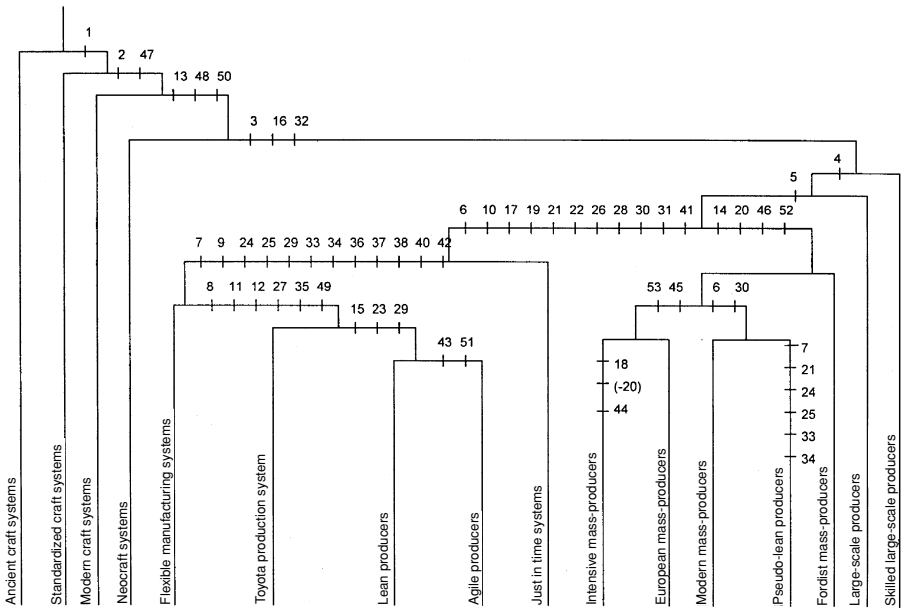 1
2 47
13 48 50
3 16 32
4
5
6 10 17 19 21 22 26 28 30 31 41 14 20 46 52
7 9 24 25 29 33 34 36 37 38 40 42
8 11 12 27 35 49
53 45 6 30
15 23 29
43 51
7
18
21
(-20)
24
44
25
33
34
Ancient craft systems
Standardized craft systems
Modern craft systems
Neocraft systems
Flexible manufacturing systems
Toyota production system
Lean producers
Agile producers
Just in time systems
Intensive mass-producers
European mass-producers
Modern mass-producers
Pseudo-lean producers
Fordist mass-producers
Large-scale producers
Skilled large-scale producers